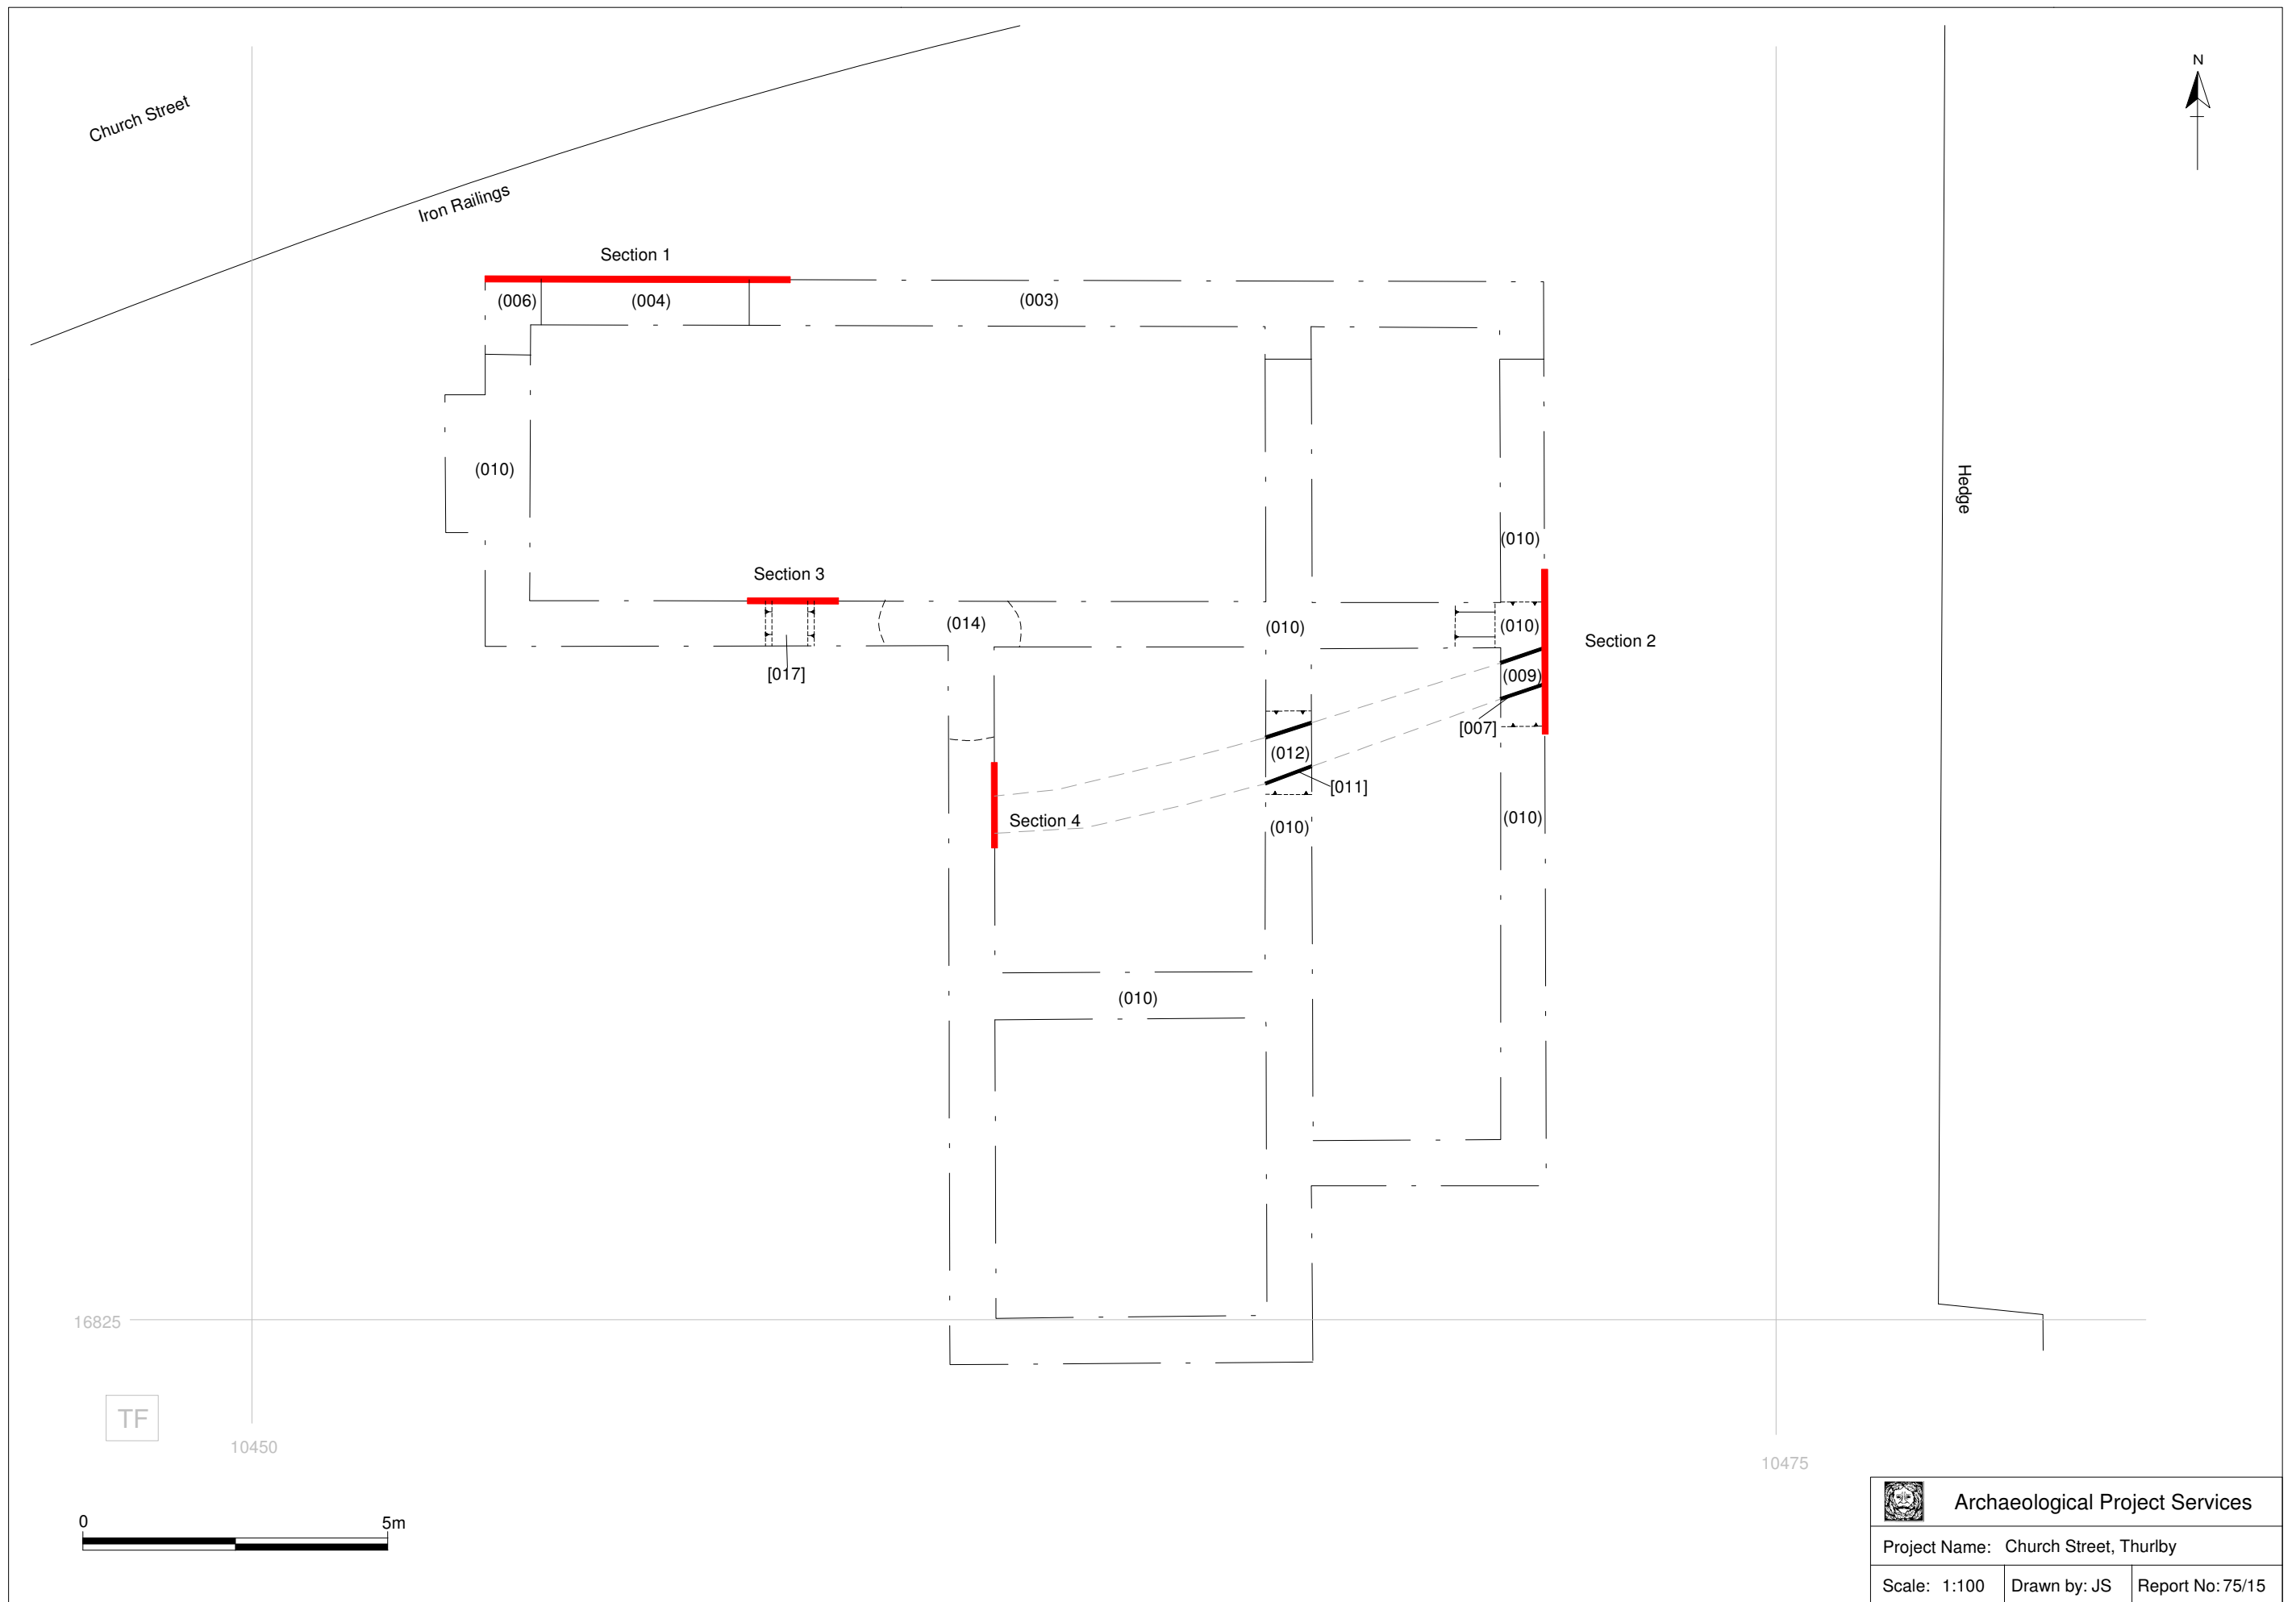 N
Church Street
Iron Railings
Section 1
(006)
(004)
(003)
(010)
Hedge
(010)
Section 3
(014)
(010)
(010)
Section 2
[017]
(009)
[007]
(012)
[011]
Section 4
(010)
(010)
(010)
16825
TF
10450
10475
0
5m
Archaeological Project Services
Project Name: Church Street, Thurlby
Scale: 1:100
Drawn by: JS
Report No: 75/15